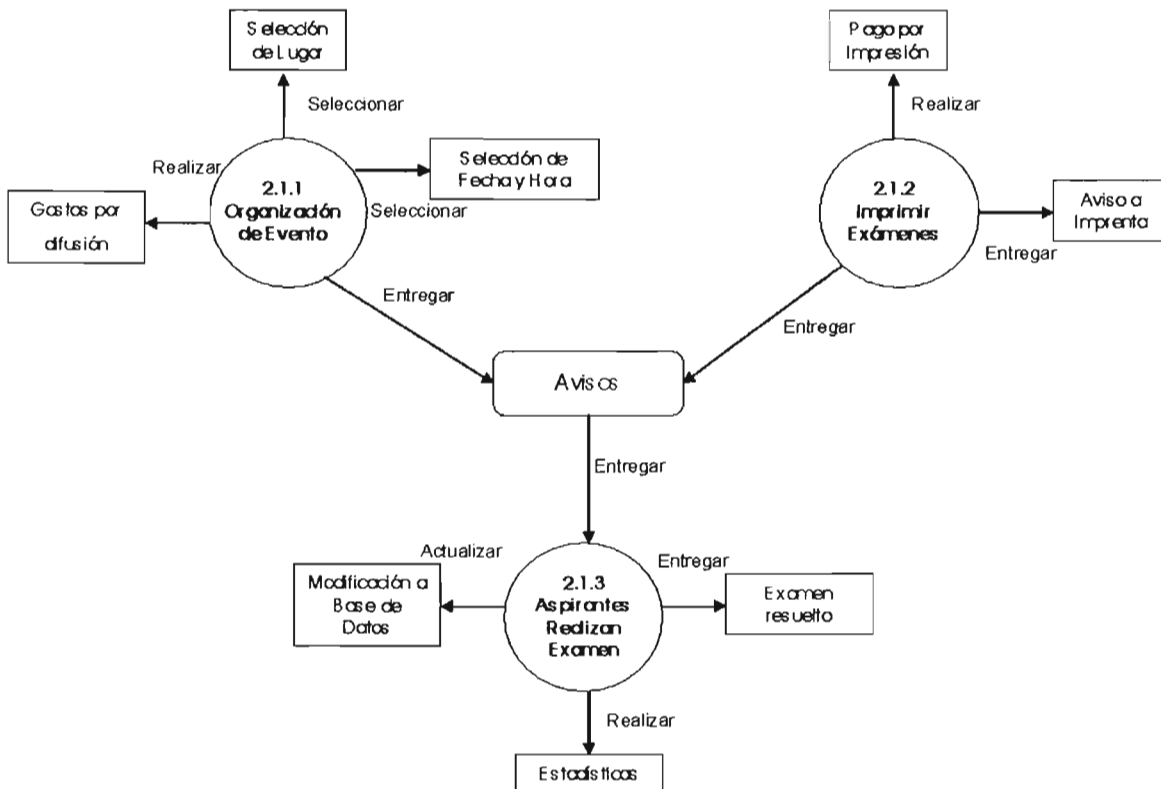 Selección
de Lugar
Pago por
Impresión
Seleccionar
Realizar
Realizar
Selección de
Fecha y Hora
2.1.1
Organización
de Evento
Seleccionar
Gastos por
difusión
2.1.2
Imprimir
Exámenes
Aviso a
Imprenta
Entregar
Entregar
Entregar
Avisos
Entregar
Actualizar
Entregar
Modificación a
Base de
Datos
2.1.3
Aspirantes
Realizan
Examen
Examen
resuelto
Realizar
Estadísticas